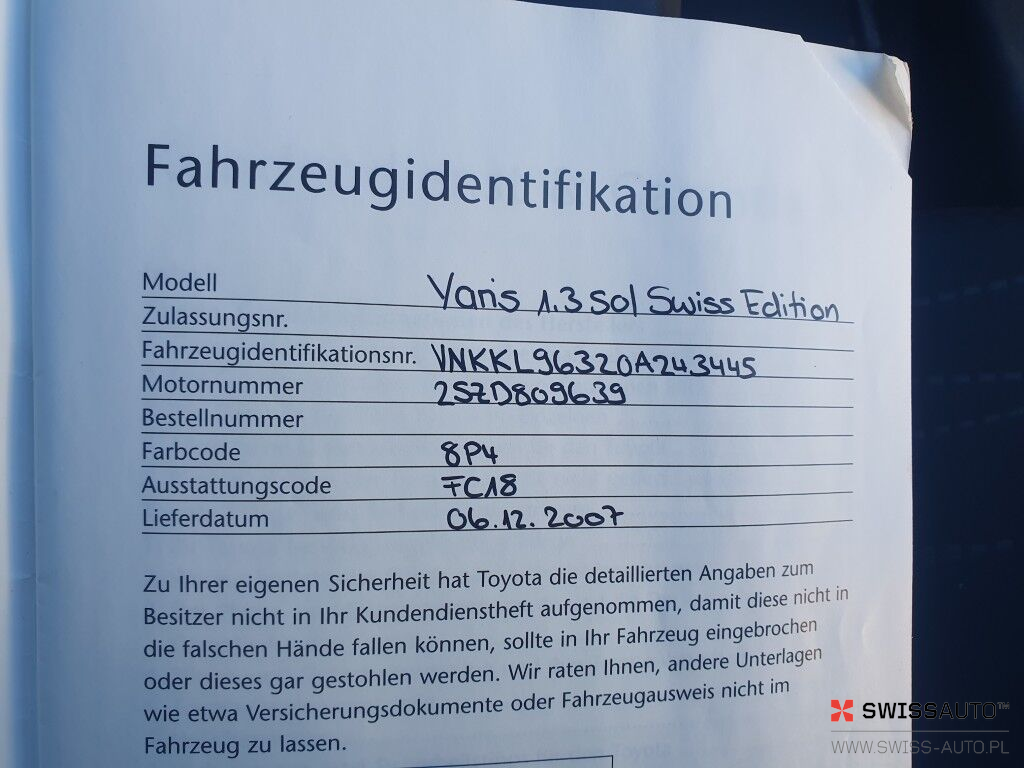 Fahrzeugidentifikation
Modell Yaris 1.3 Sol Swiss Edition
Zulassungsnr.
Fahrzeugidentifikationsnr. VNKKL96320A243445
Motornummer 2SZD809639
Bestellnummer
Farbcode 8P4
Ausstattungscode FC18
Lieferdatum 06.12.2007
Zu Ihrer eigenen Sicherheit hat Toyota die detaillierten Angaben zum
Besitzer nicht in Ihr Kundendienstheft aufgenommen, damit diese nicht in
die falschen Hände fallen können, sollte in Ihr Fahrzeug eingebrochen
oder dieses gar gestohlen werden. Wir raten Ihnen, andere Unterlagen
wie etwa Versicherungsdokumente oder Fahrzeugausweis nicht im
Fahrzeug zu lassen.
SWISSAUTO™
WWW.SWISS-AUTO.PL